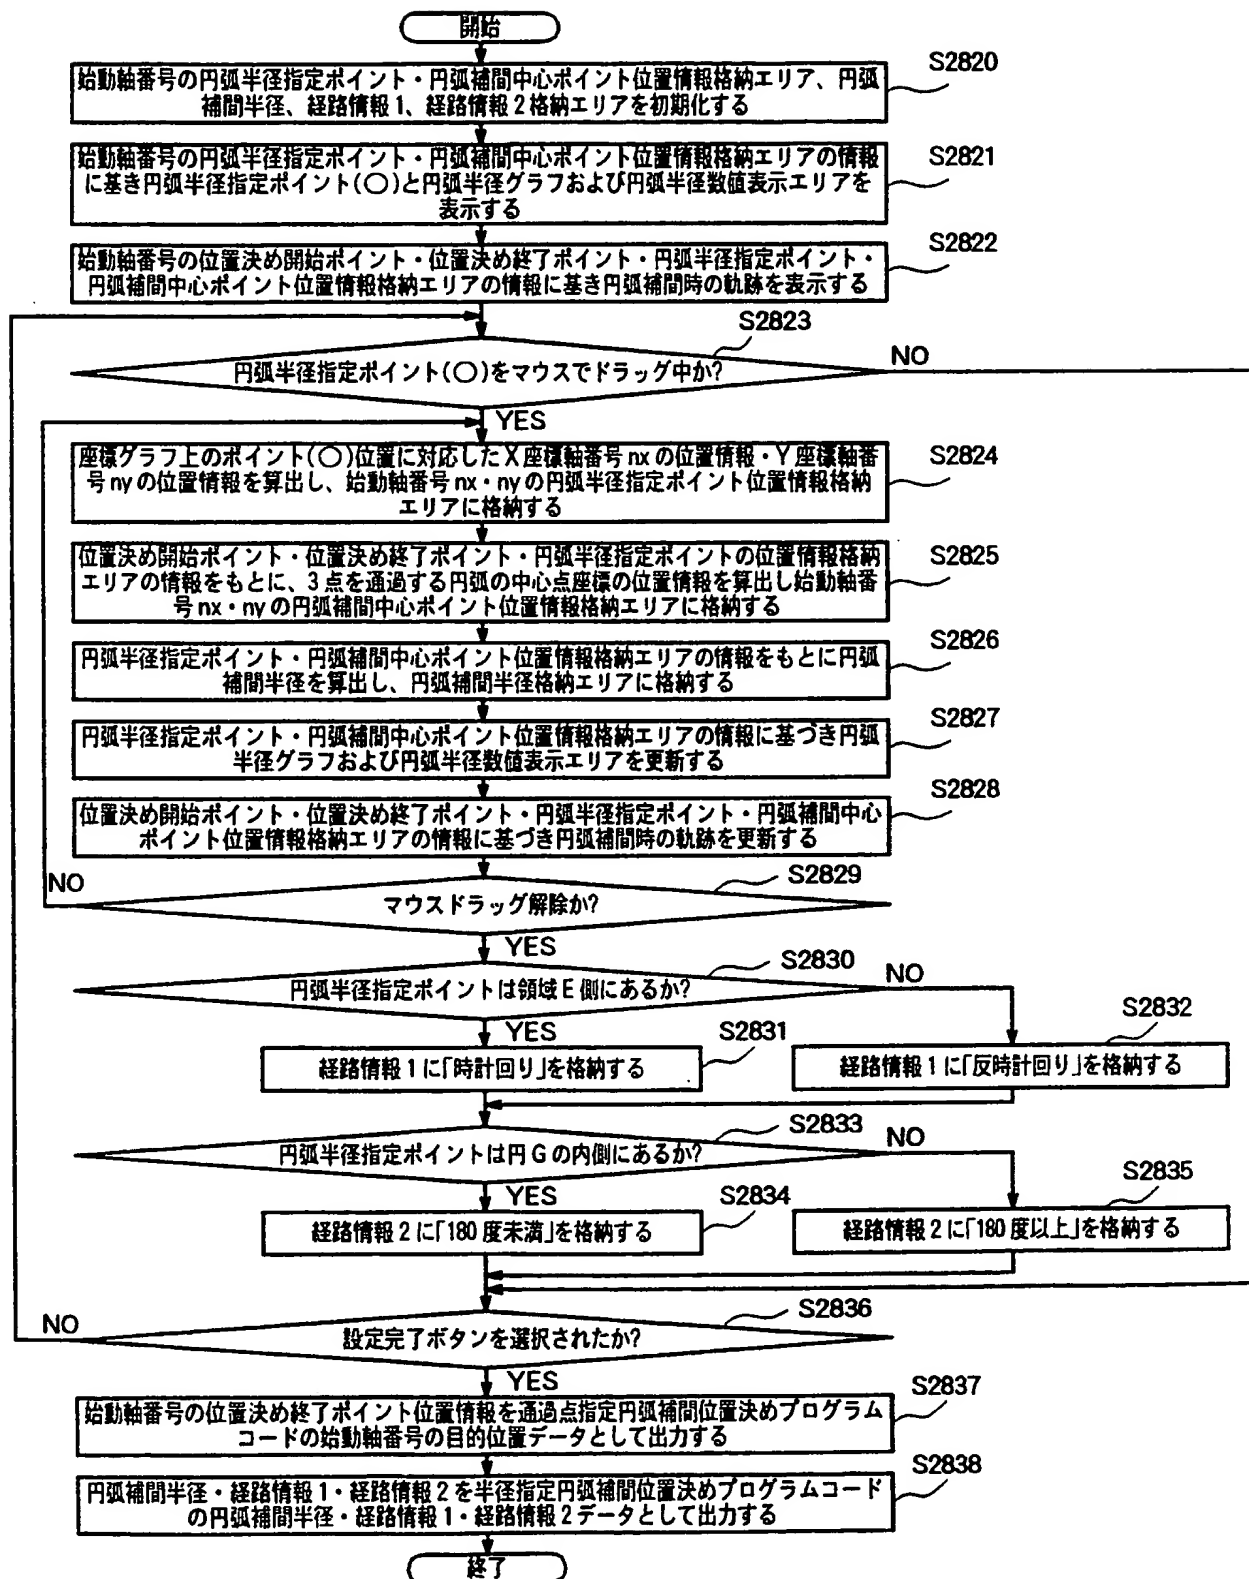 開始
S2820
始動軸番号の円弧半径指定ポイント・円弧補間中心ポイント位置情報格納エリア、円弧
補間半径、経路情報1、経路情報2格納エリアを初期化する
S2821
始動軸番号の円弧半径指定ポイント・円弧補間中心ポイント位置情報格納エリアの情報
に基き円弧半径指定ポイント(○)と円弧半径グラフおよび円弧半径数値表示エリアを
表示する
S2822
始動軸番号の位置決め開始ポイント・位置決め終了ポイント・円弧半径指定ポイント・
円弧補間中心ポイント位置情報格納エリアの情報に基き円弧補間時の軌跡を表示する
S2823
円弧半径指定ポイント(○)をマウスでドラッグ中か?
NO
YES
S2824
座標グラフ上のポイント(○)位置に対応したX座標軸番号nxの位置情報・Y座標軸番
号nyの位置情報を算出し、始動軸番号nx・nyの円弧半径指定ポイント位置情報格納
エリアに格納する
S2825
位置決め開始ポイント・位置決め終了ポイント・円弧半径指定ポイントの位置情報格納
エリアの情報をもとに、3点を通過する円弧の中心点座標の位置情報を算出し始動軸番
号nx・nyの円弧補間中心ポイント位置情報格納エリアに格納する
S2826
円弧半径指定ポイント・円弧補間中心ポイント位置情報格納エリアの情報をもとに円弧
補間半径を算出し、円弧補間半径格納エリアに格納する
S2827
円弧半径指定ポイント・円弧補間中心ポイント位置情報格納エリアの情報に基づき円弧
半径グラフおよび円弧半径数値表示エリアを更新する
S2828
位置決め開始ポイント・位置決め終了ポイント・円弧半径指定ポイント・円弧補間中心
ポイント位置情報格納エリアの情報に基づき円弧補間時の軌跡を更新する
S2829
NO
マウスドラッグ解除か?
YES
S2830
円弧半径指定ポイントは領域E側にあるか?
NO
YES
S2831
経路情報1に「時計回り」を格納する
S2832
経路情報1に「反時計回り」を格納する
S2833
円弧半径指定ポイントは円Gの内側にあるか?
NO
YES
S2834
経路情報2に「180度未満」を格納する
S2835
経路情報2に「180度以上」を格納する
S2836
NO
設定完了ボタンを選択されたか?
YES
S2837
始動軸番号の位置決め終了ポイント位置情報を通過点指定円弧補間位置決めプログラム
コードの始動軸番号の目的位置データとして出力する
S2838
円弧補間半径・経路情報1・経路情報2を半径指定円弧補間位置決めプログラムコード
の円弧補間半径・経路情報1・経路情報2データとして出力する
終了